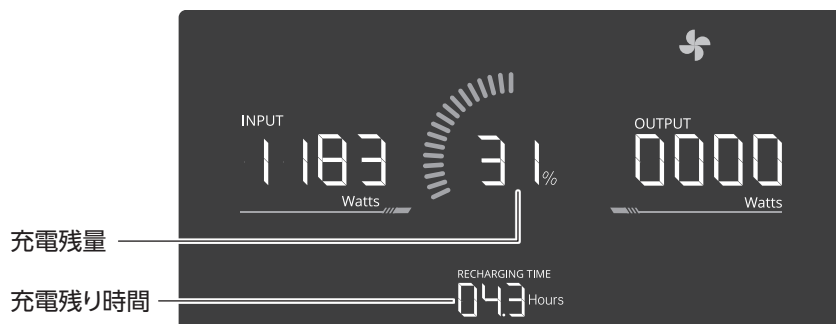 INPUT
1183
Watts
31%
OUTPUT
0000
Watts
充電残量
充電残り時間
RECHARGING TIME
04.3 Hours